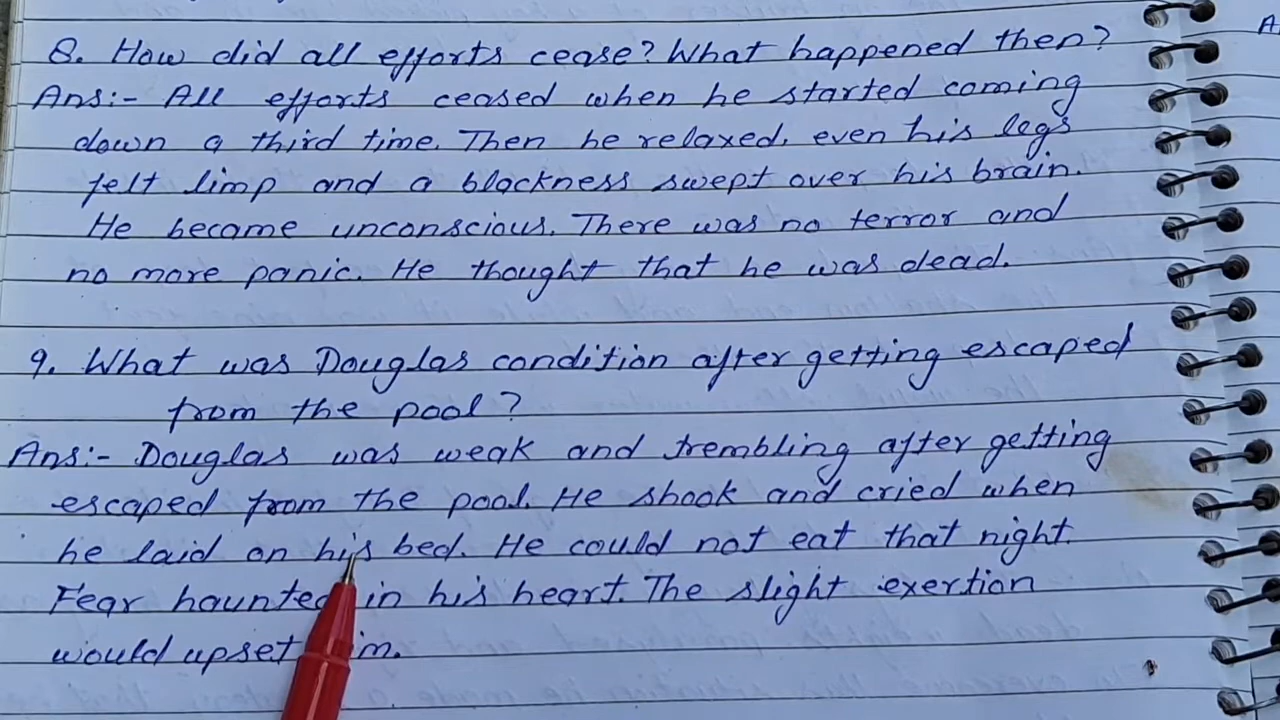 8. How did all efforts cease? What happened then?
Ans:- All efforts ceased when he started coming
down a third time. Then he relaxed, even his legs
felt limp and a blackness swept over his brain.
He became unconscious. There was no terror and
no more panic. He thought that he was dead.
9. What was Douglas condition after getting escaped
from the pool?
Ans:- Douglas was weak and trembling after getting
escaped from the pool. He shook and cried when
he laid on his bed. He could not eat that night.
Fear haunted in his heart. The slight exertion
would upset him.